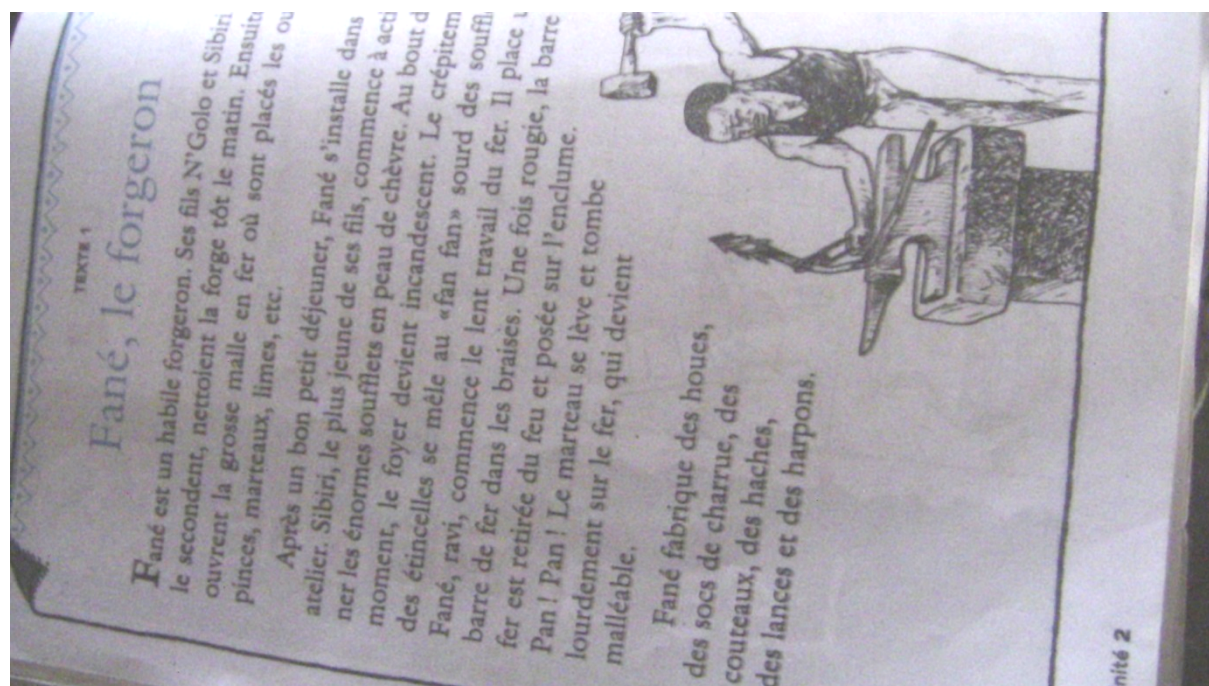 TEXTE 1
Fané, le forgeron
Fané est un habile forgeron. Ses fils N'Golo et Sibiri
le secondent, nettoient la forge tôt le matin. Ensuite
ouvrent la grosse malle en fer où sont placés les ou
pinces, marteaux, limes, etc.
Après un bon petit déjeuner, Fané s'installe dans
atelier. Sibiri, le plus jeune de ses fils, commence à acti
ner les énormes soufflets en peau de chèvre. Au bout d
moment, le foyer devient incandescent. Le crépitem
des étincelles se mêle au «fan fan» sourd des souffle
Fané, ravi, commence le lent travail du fer. Il place u
barre de fer dans les braises. Une fois rougie, la barre
fer est retirée du feu et posée sur l'enclume.
Pan ! Pan ! Le marteau se lève et tombe
lourdement sur le fer, qui devient
malléable.
Fané fabrique des houes,
des socs de charrue, des
couteaux, des haches,
des lances et des harpons.
nité 2